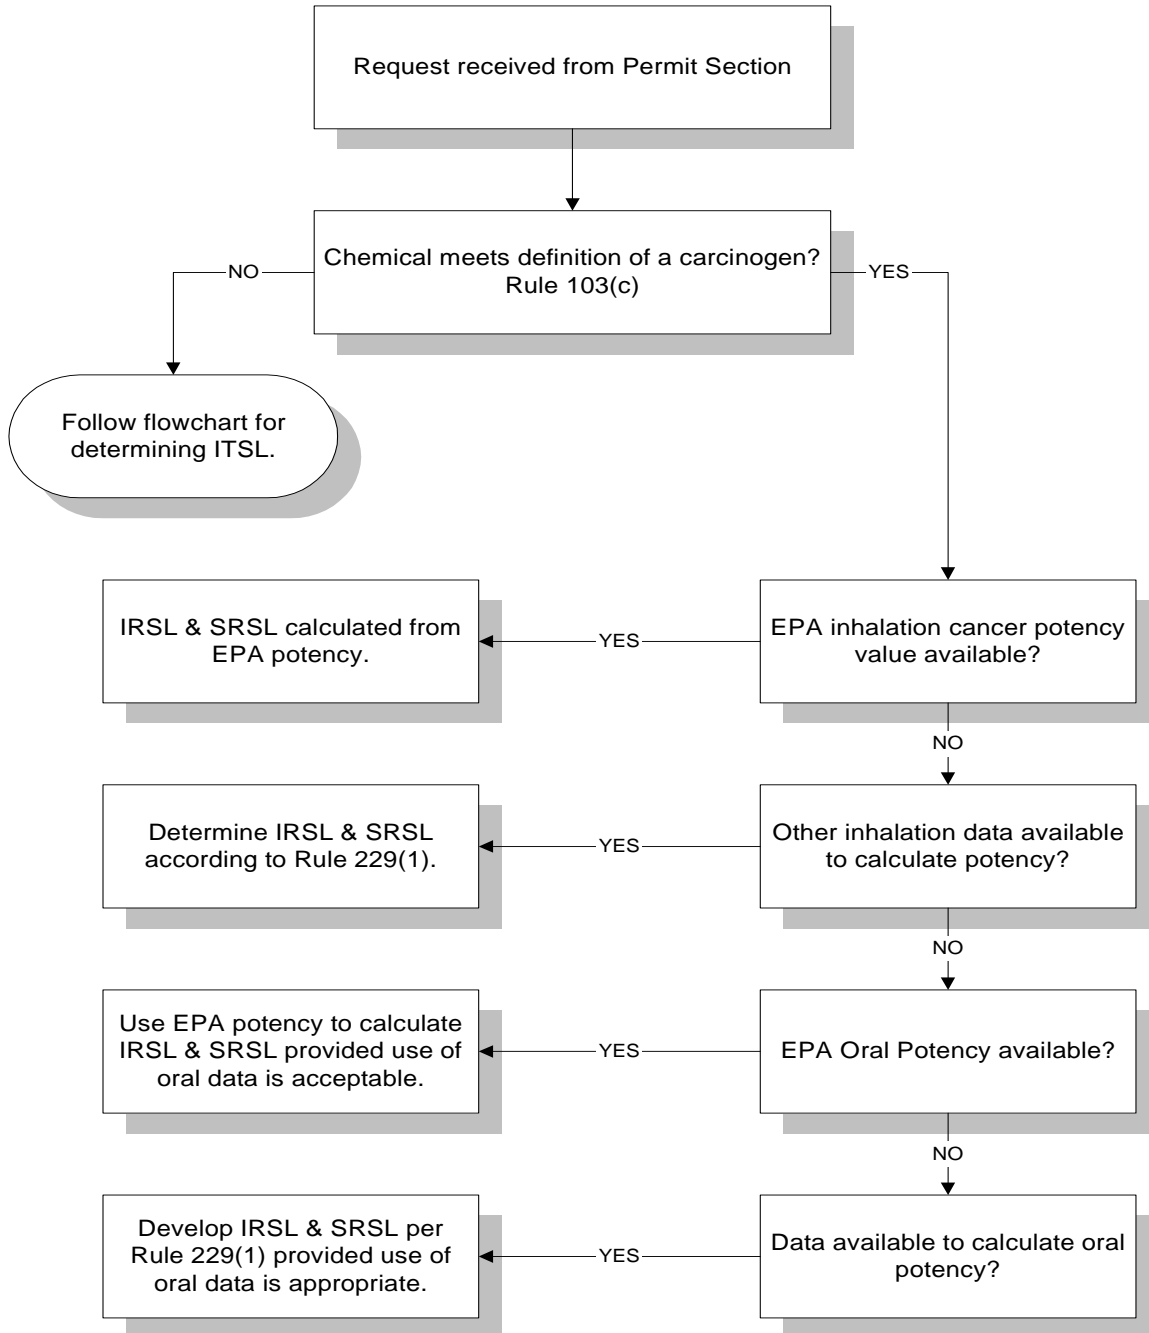 Request received from Permit Section
Chemical meets definition of a carcinogen?
Rule 103(c)
NO
YES
Follow flowchart for
determining ITSL.
IRSL & SRSL calculated from
EPA potency.
YES
EPA inhalation cancer potency
value available?
NO
Determine IRSL & SRSL
according to Rule 229(1).
YES
Other inhalation data available
to calculate potency?
NO
Use EPA potency to calculate
IRSL & SRSL provided use of
oral data is acceptable.
YES
EPA Oral Potency available?
NO
Develop IRSL & SRSL per
Rule 229(1) provided use of
oral data is appropriate.
YES
Data available to calculate oral
potency?